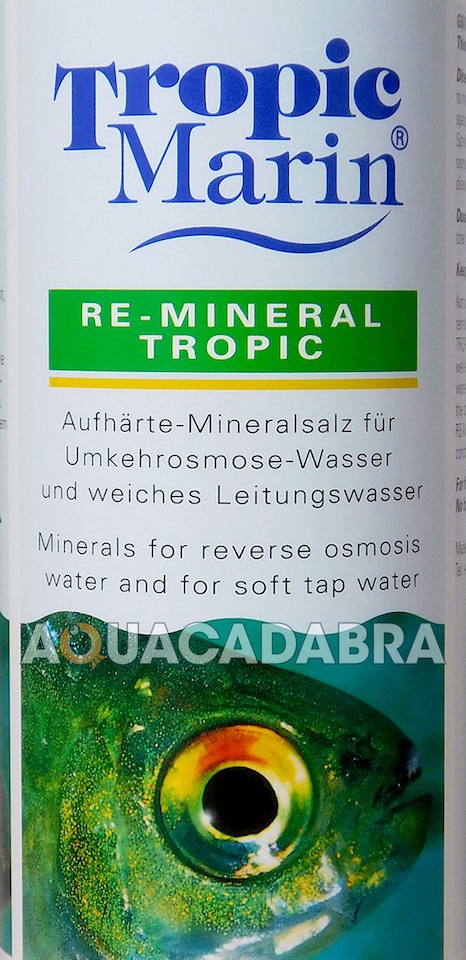 Tropic
Marin®
RE-MINERAL
TROPIC
Aufhärte-Mineralsalz für
Umkehrosmose-Wasser
und weiches Leitungswasser
Minerals for reverse osmosis
water and for soft tap water
AQUACADABRA